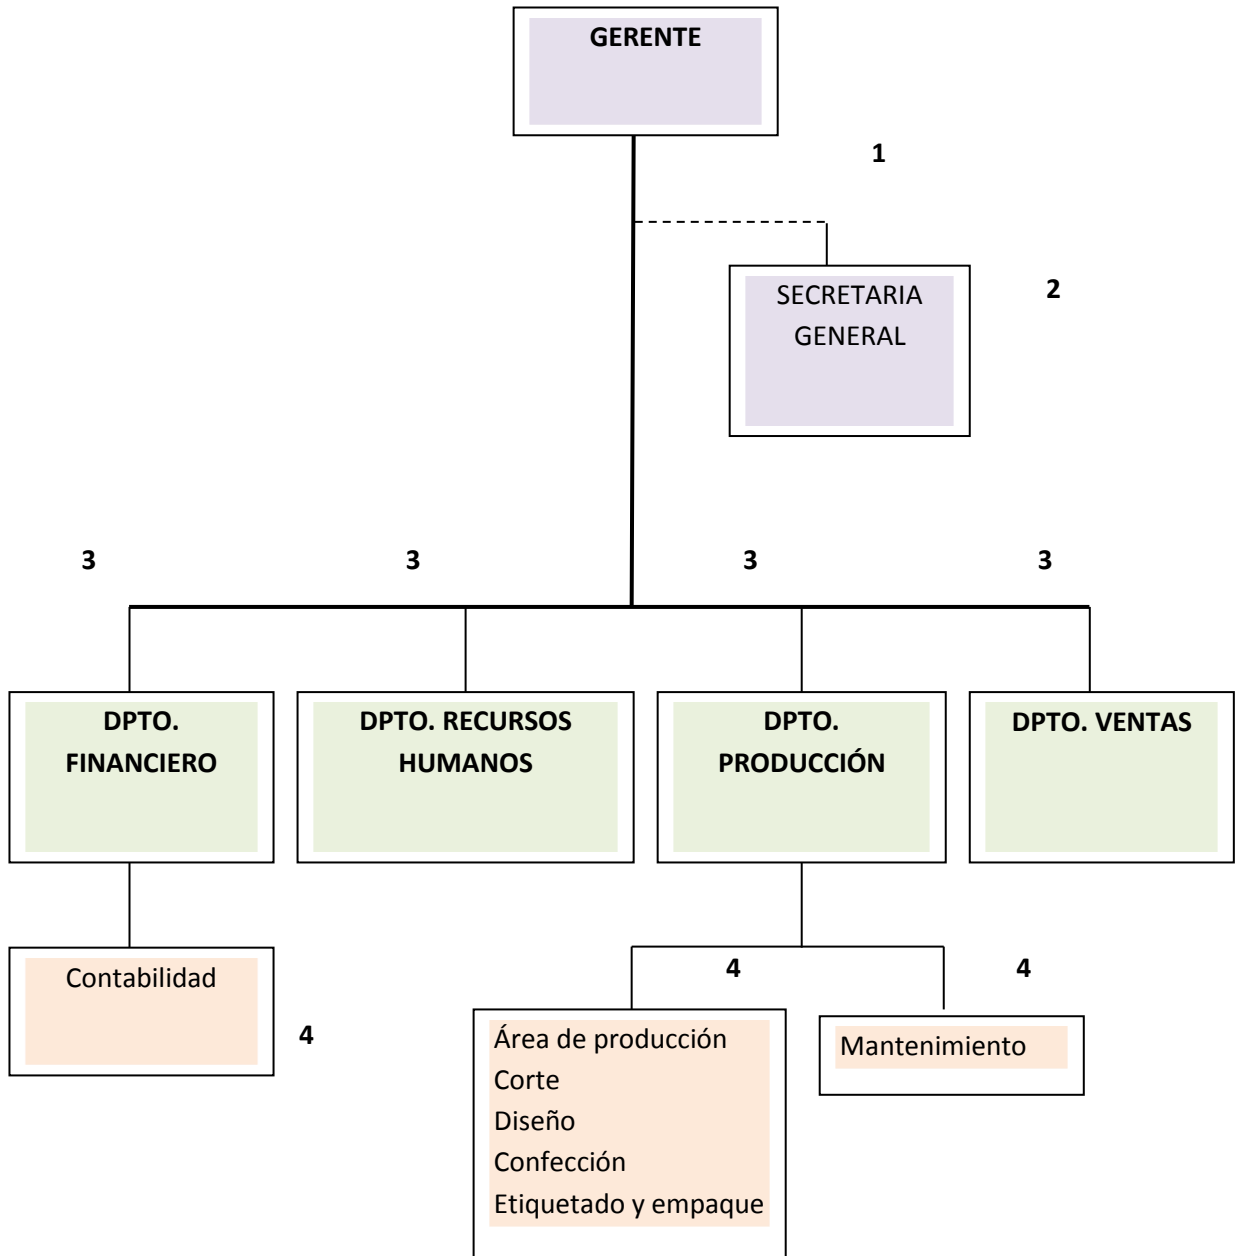 GERENTE
1
SECRETARIA
GENERAL
2
3
3
3
3
DPTO.
FINANCIERO
DPTO. RECURSOS
HUMANOS
DPTO.
PRODUCCIÓN
DPTO. VENTAS
Contabilidad
4
4
4
Área de producción
Corte
Diseño
Confección
Etiquetado y empaque
Mantenimiento